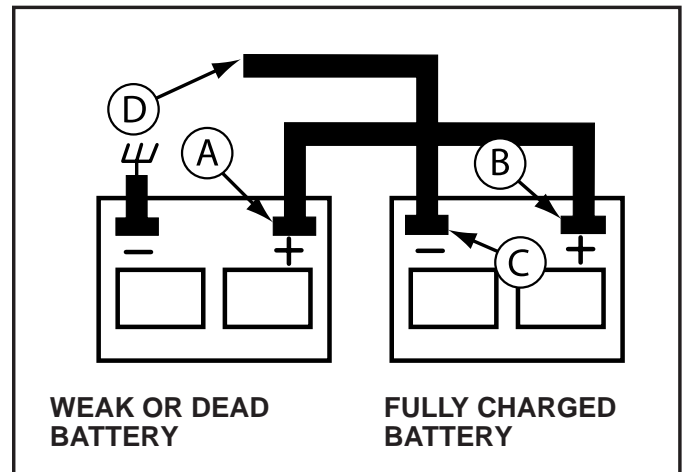 D
A
B
− + − +
C
WEAK OR DEAD
BATTERY
FULLY CHARGED
BATTERY